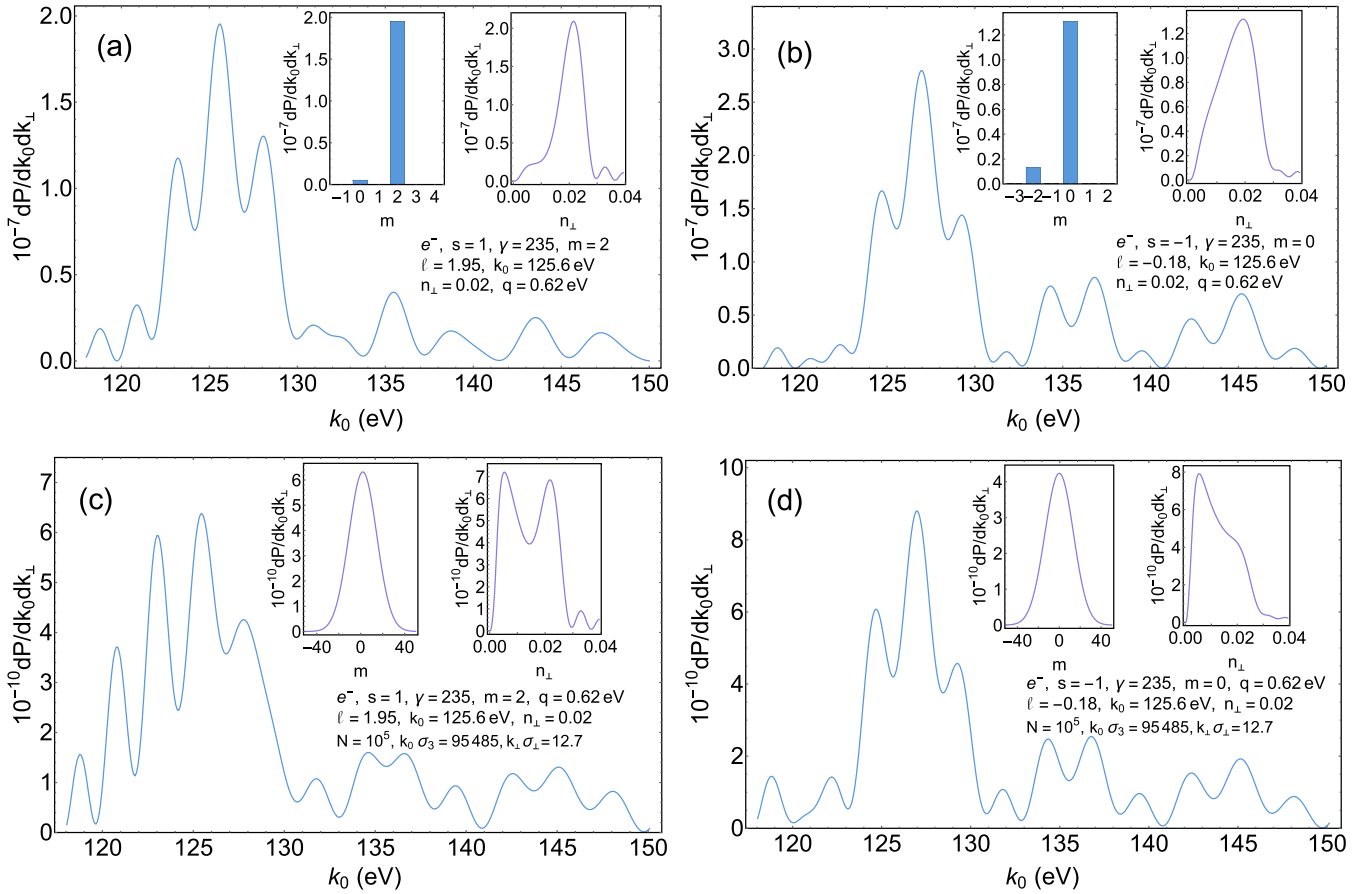 (a)
10⁻⁷dP/dk₀dk⊥
2.0
1.5
1.0
0.5
0.0
120 125 130 135 140 145 150
k₀ (eV)
10⁻⁷dP/dk₀dk⊥
2.0
1.5
1.0
0.5
0.0
−1 0 1 2 3 4
m
10⁻⁷dP/dk₀dk⊥
2.0
1.5
1.0
0.5
0.0
0.00 0.02 0.04
n⊥
e⁻, s = 1, γ = 235, m = 2
ℓ = 1.95, k₀ = 125.6 eV
n⊥ = 0.02, q = 0.62 eV
(b)
10⁻⁷dP/dk₀dk⊥
3.0
2.5
2.0
1.5
1.0
0.5
0.0
120 125 130 135 140 145 150
k₀ (eV)
10⁻⁷dP/dk₀dk⊥
1.2
1.0
0.8
0.6
0.4
0.2
0.0
−3 −2 −1 0 1 2
m
10⁻⁷dP/dk₀dk⊥
1.2
1.0
0.8
0.6
0.4
0.2
0.0
0.00 0.02 0.04
n⊥
e⁻, s = −1, γ = 235, m = 0
ℓ = −0.18, k₀ = 125.6 eV
n⊥ = 0.02, q = 0.62 eV
(c)
10⁻¹⁰dP/dk₀dk⊥
7
6
5
4
3
2
1
0
120 125 130 135 140 145 150
k₀ (eV)
10⁻¹⁰dP/dk₀dk⊥
6
5
4
3
2
1
0
−40 0 40
m
10⁻¹⁰dP/dk₀dk⊥
7
6
5
4
3
2
1
0
0.00 0.02 0.04
n⊥
e⁻, s = 1, γ = 235, m = 2, q = 0.62 eV
ℓ = 1.95, k₀ = 125.6 eV, n⊥ = 0.02
N = 10⁵, k₀ σ₃ = 95 485, k⊥σ⊥ = 12.7
(d)
10⁻¹⁰dP/dk₀dk⊥
10
8
6
4
2
0
120 125 130 135 140 145 150
k₀ (eV)
10⁻¹⁰dP/dk₀dk⊥
4
3
2
1
0
−40 0 40
m
10⁻¹⁰dP/dk₀dk⊥
8
6
4
2
0
0.00 0.02 0.04
n⊥
e⁻, s = −1, γ = 235, m = 0, q = 0.62 eV
ℓ = −0.18, k₀ = 125.6 eV, n⊥ = 0.02
N = 10⁵, k₀ σ₃ = 95 485, k⊥σ⊥ = 12.7